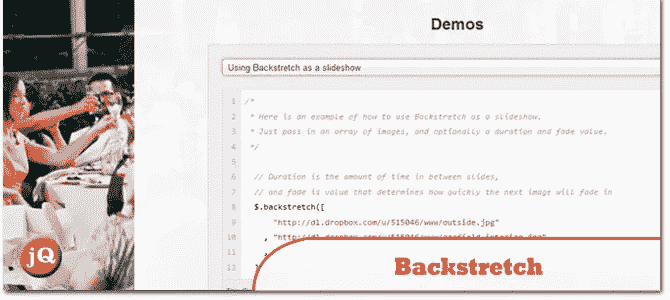 Demos
Using Backstretch as a slideshow
1 /*
2 * Here is an example of how to use Backstretch as a slideshow.
3 * Just pass in an array of images, and optionally a duration and fade value.
4 */
5
6 // Duration is the amount of time in between slides,
7 // and fade is value that determines how quickly the next image will fade in
8 $.backstretch([
9 "http://dl.dropbox.com/u/515046/www/outside.jpg"
10 , "http://dl.dropbox.com/u/515046/www/garfield-interior.jpg"
11 ,
12
jQ
Backstretch